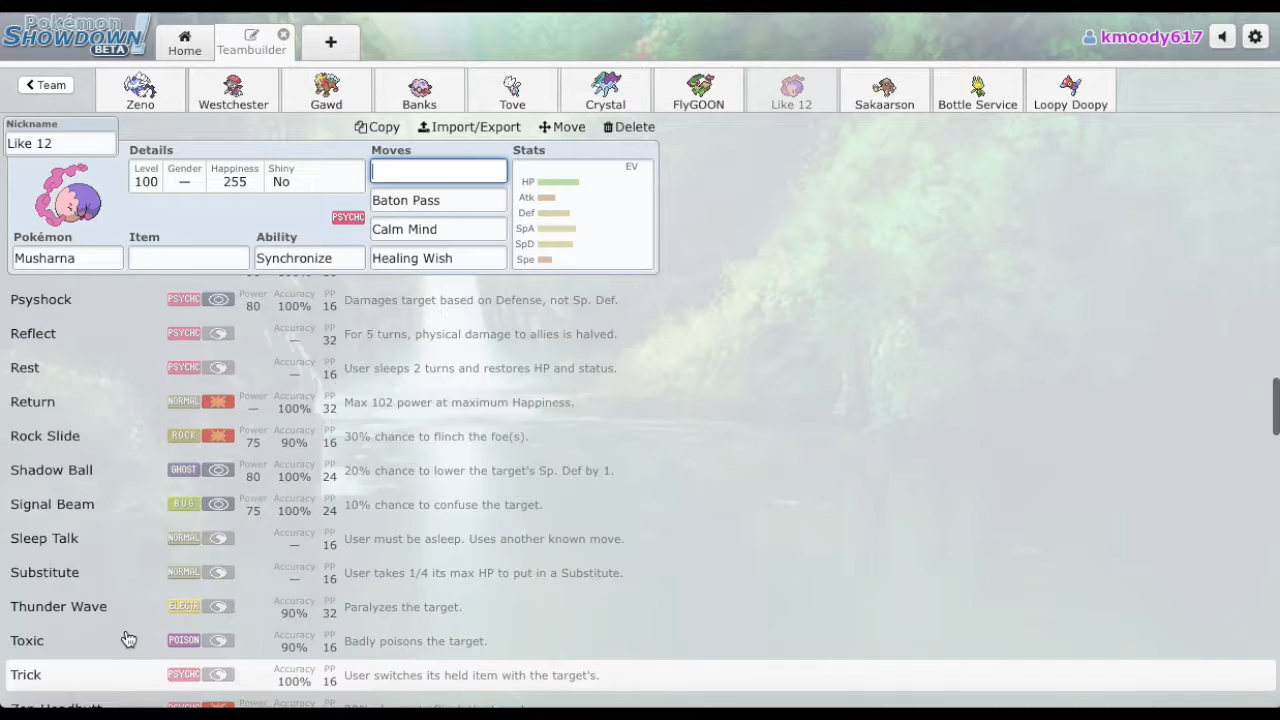 Pokémon
SHOWDOWN
BETA
Home
Teambuilder
+
kmoody617
Team
Zeno
Westchester
Gawd
Banks
Tove
Crystal
FlyGOON
Like 12
Sakaarson
Bottle Service
Loopy Doopy
Nickname
Like 12
Copy
Import/Export
Move
Delete
Details
Level
Gender
Happiness
Shiny
100
—
255
No
PSYCHC
Pokémon
Item
Ability
Musharna
Synchronize
Moves
Baton Pass
Calm Mind
Healing Wish
Stats
EV
HP
Atk
Def
SpA
SpD
Spe
Psyshock PSYCHC Power 80 Accuracy 100% PP 16 Damages target based on Defense, not Sp. Def.
Reflect PSYCHC Accuracy — PP 32 For 5 turns, physical damage to allies is halved.
Rest PSYCHC Accuracy — PP 16 User sleeps 2 turns and restores HP and status.
Return NORMAL Power — Accuracy 100% PP 32 Max 102 power at maximum Happiness.
Rock Slide ROCK Power 75 Accuracy 90% PP 16 30% chance to flinch the foe(s).
Shadow Ball GHOST Power 80 Accuracy 100% PP 24 20% chance to lower the target's Sp. Def by 1.
Signal Beam BUG Power 75 Accuracy 100% PP 24 10% chance to confuse the target.
Sleep Talk NORMAL Accuracy — PP 16 User must be asleep. Uses another known move.
Substitute NORMAL Accuracy — PP 16 User takes 1/4 its max HP to put in a Substitute.
Thunder Wave ELECTR Accuracy 90% PP 32 Paralyzes the target.
Toxic POISON Accuracy 90% PP 16 Badly poisons the target.
Trick PSYCHC Accuracy 100% PP 16 User switches its held item with the target's.
Zen Headbutt